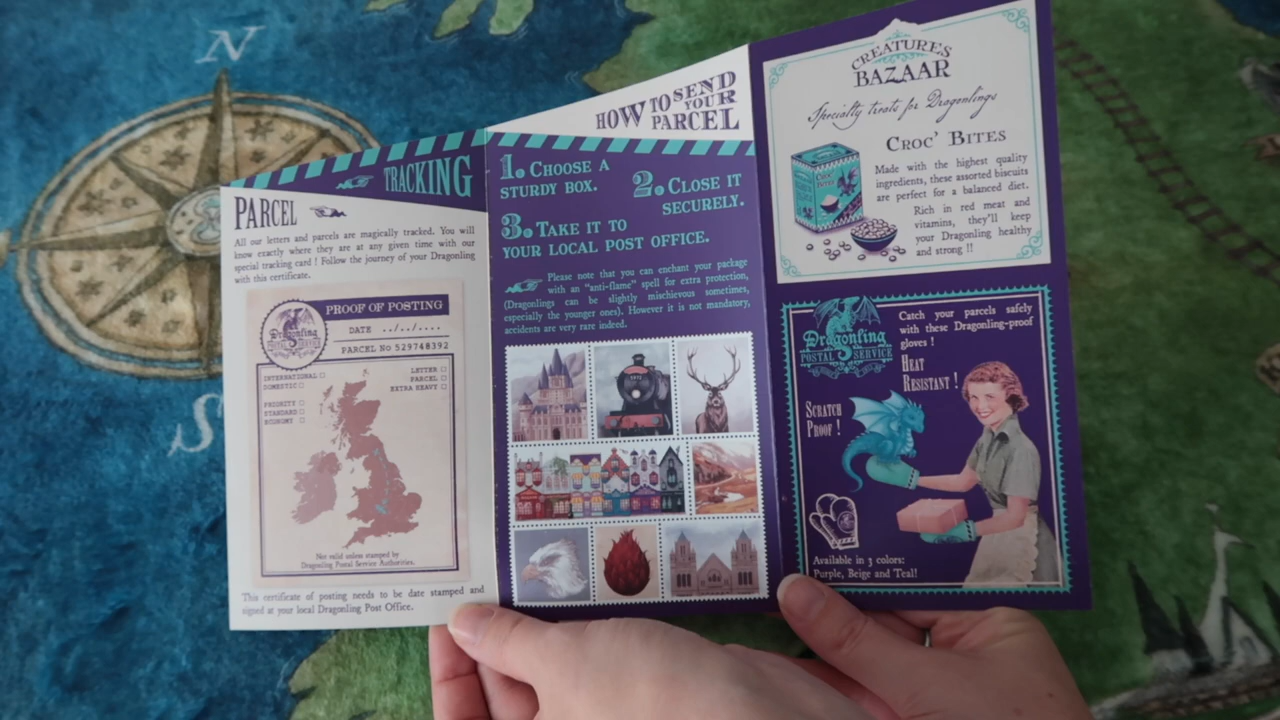 N
S
TRACKING
PARCEL
All our letters and parcels are magically tracked. You will
know exactly where they are at any given time with our
special tracking card ! Follow the journey of your Dragonling
with this certificate.
PROOF OF POSTING
Dragonling
POSTAL SERVICE
DATE ../../....
PARCEL No 529748392
INTERNATIONAL
DOMESTIC
PRIORITY
STANDARD
ECONOMY
LETTER
PARCEL
EXTRA HEAVY
Not valid unless stamped by
Dragonling Postal Service Authorities.
This certificate of posting needs to be date stamped and
signed at your local Dragonling Post Office.
HOW TO SEND
YOUR
PARCEL
1. CHOOSE A
STURDY BOX.
2. CLOSE IT
SECURELY.
3. TAKE IT TO
YOUR LOCAL POST OFFICE.
Please note that you can enchant your package
with an “anti-flame” spell for extra protection,
(Dragonlings can be slightly mischievous sometimes,
especially the younger ones). However it is not mandatory,
accidents are very rare indeed.
CREATURES
BAZAAR
Specialty treats for Dragonlings
CROC' BITES
Made with the highest quality
ingredients, these assorted biscuits
are perfect for a balanced diet.
Rich in red meat and
vitamins, they'll keep
your Dragonling healthy
and strong !!
Croc' Bites
Dragonling
POSTAL SERVICE
Catch your parcels safely
with these Dragonling-proof
gloves !
HEAT
RESISTANT !
SCRATCH
PROOF !
Available in 3 colors:
Purple, Beige and Teal!